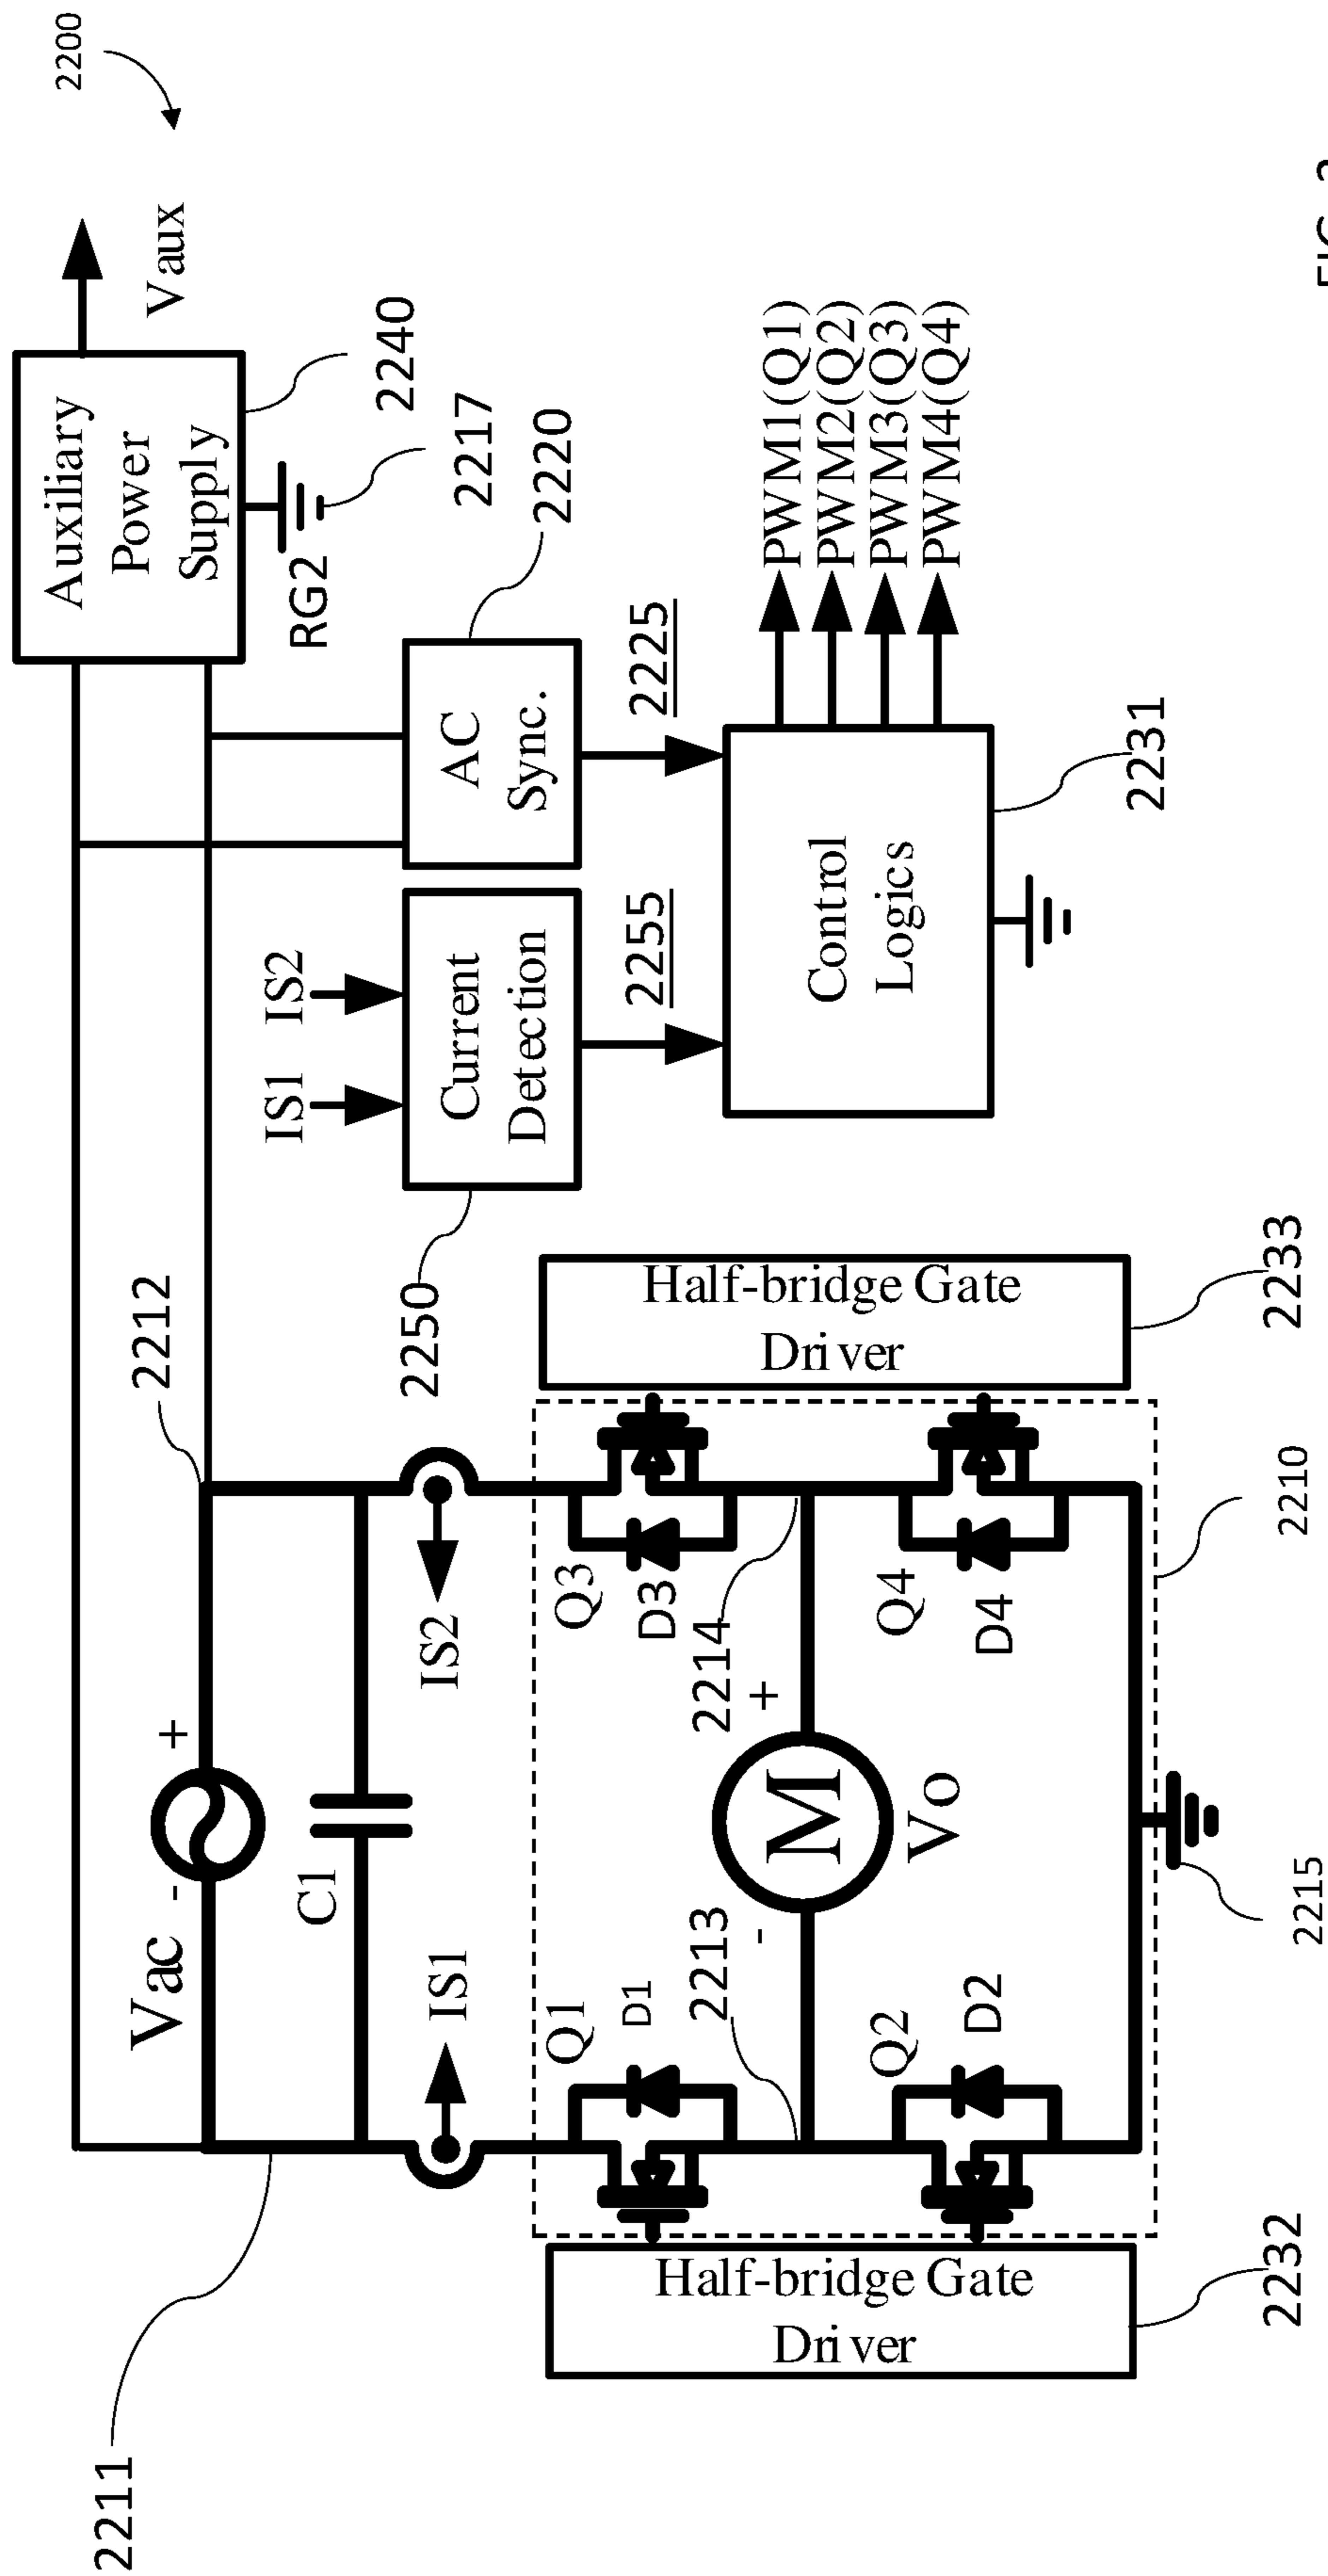 2200
Auxiliary
Power
Supply
Vaux
2240
RG2
2217
2220
AC
Sync.
2225
IS1
IS2
Current
Detection
2250
2255
Control
Logics
2231
PWM1(Q1)
PWM2(Q2)
PWM3(Q3)
PWM4(Q4)
2211
2212
Vac
-
+
C1
IS1
IS2
Q1
D1
Q3
D3
2213
2214
-
+
M
Vo
Q2
D2
Q4
D4
Half-bridge Gate
Driver
2232
Half-bridge Gate
Driver
2233
2210
2215